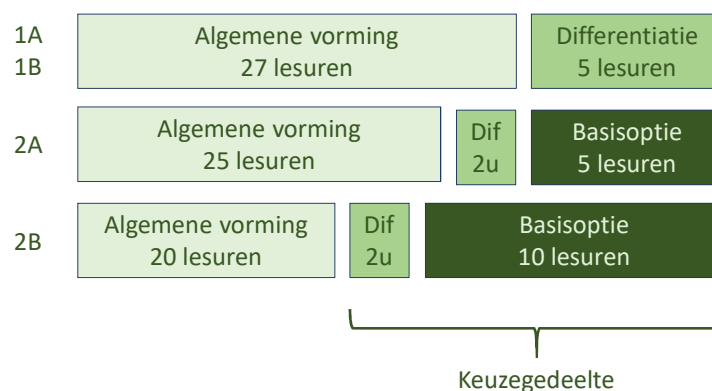 1A
1B
Algemene vorming
27 lesuren
Differentiatie
5 lesuren
2A
Algemene vorming
25 lesuren
Dif
2u
Basisoptie
5 lesuren
2B
Algemene vorming
20 lesuren
Dif
2u
Basisoptie
10 lesuren
Keuzegedeelte